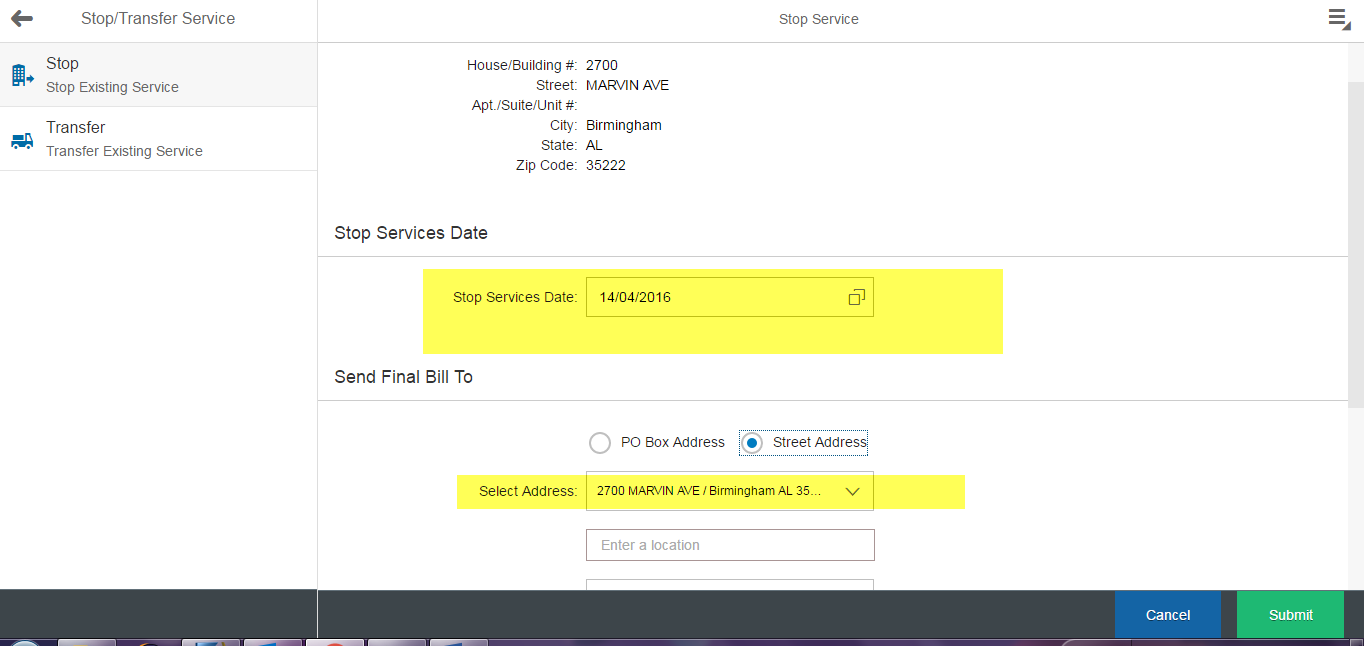 Stop/Transfer Service
Stop Service
Stop
Stop Existing Service
Transfer
Transfer Existing Service
House/Building #: 2700
Street: MARVIN AVE
Apt./Suite/Unit #:
City: Birmingham
State: AL
Zip Code: 35222
Stop Services Date
Stop Services Date: 14/04/2016
Send Final Bill To
PO Box Address Street Address
Select Address: 2700 MARVIN AVE / Birmingham AL 35...
Enter a location
Cancel Submit